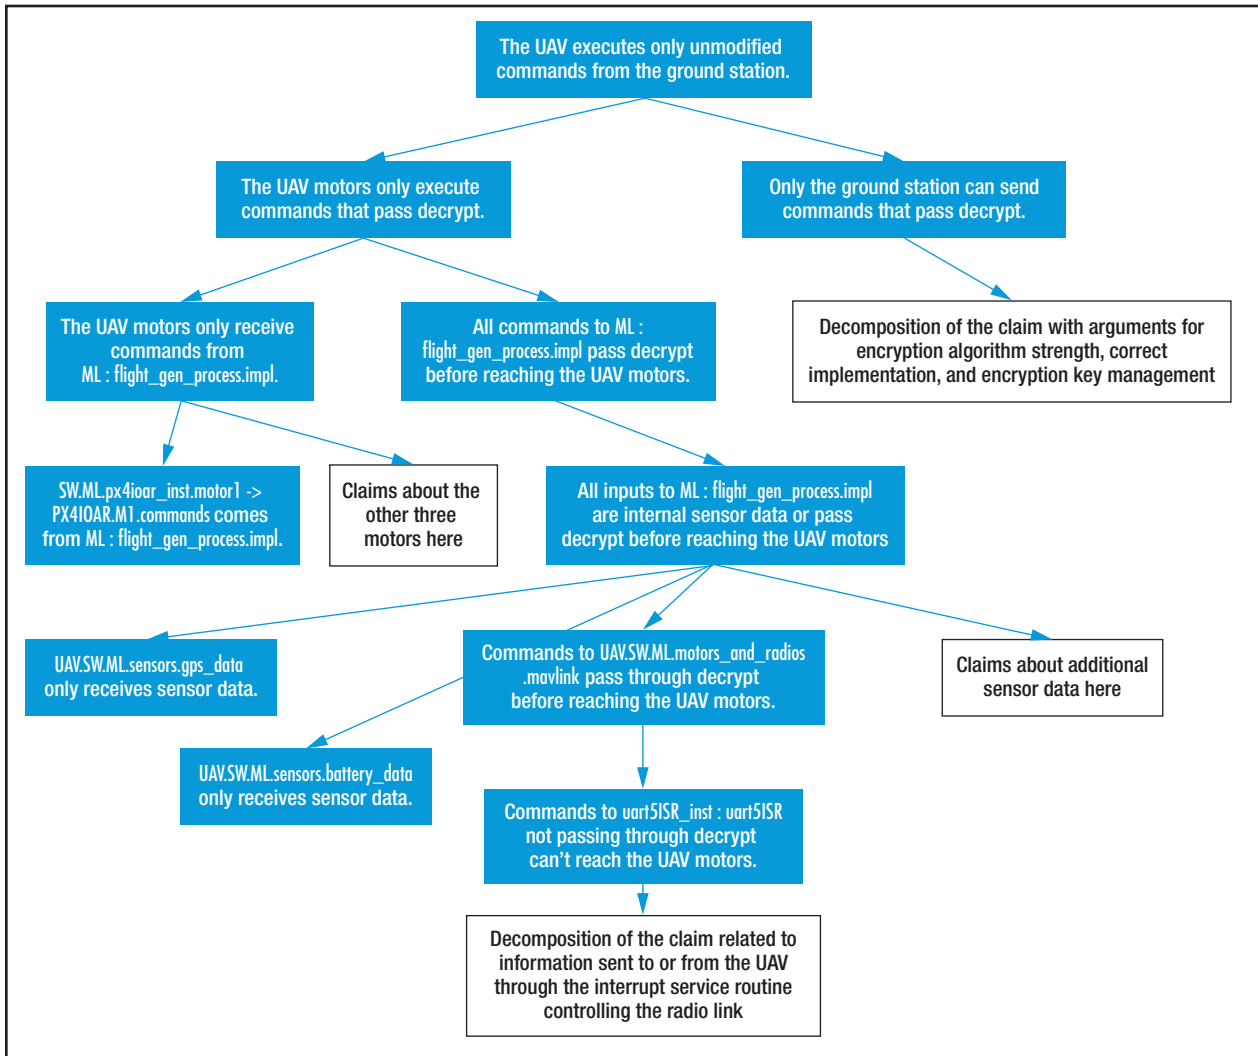 The UAV executes only unmodified
commands from the ground station.
The UAV motors only execute
commands that pass decrypt.
Only the ground station can send
commands that pass decrypt.
The UAV motors only receive
commands from
ML : flight_gen_process.impl.
All commands to ML :
flight_gen_process.impl pass decrypt
before reaching the UAV motors.
Decomposition of the claim with arguments for
encryption algorithm strength, correct
implementation, and encryption key management
SW.ML.px4ioar_inst.motor1 ->
PX4IOAR.M1.commands comes
from ML : flight_gen_process.impl.
Claims about the
other three
motors here
All inputs to ML : flight_gen_process.impl
are internal sensor data or pass
decrypt before reaching the UAV motors
UAV.SW.ML.sensors.gps_data
only receives sensor data.
Commands to UAV.SW.ML.motors_and_radios
.mavlink pass through decrypt
before reaching the UAV motors.
Claims about additional
sensor data here
UAV.SW.ML.sensors.battery_data
only receives sensor data.
Commands to uart5ISR_inst : uart5ISR
not passing through decrypt
can't reach the UAV motors.
Decomposition of the claim related to
information sent to or from the UAV
through the interrupt service routine
controlling the radio link